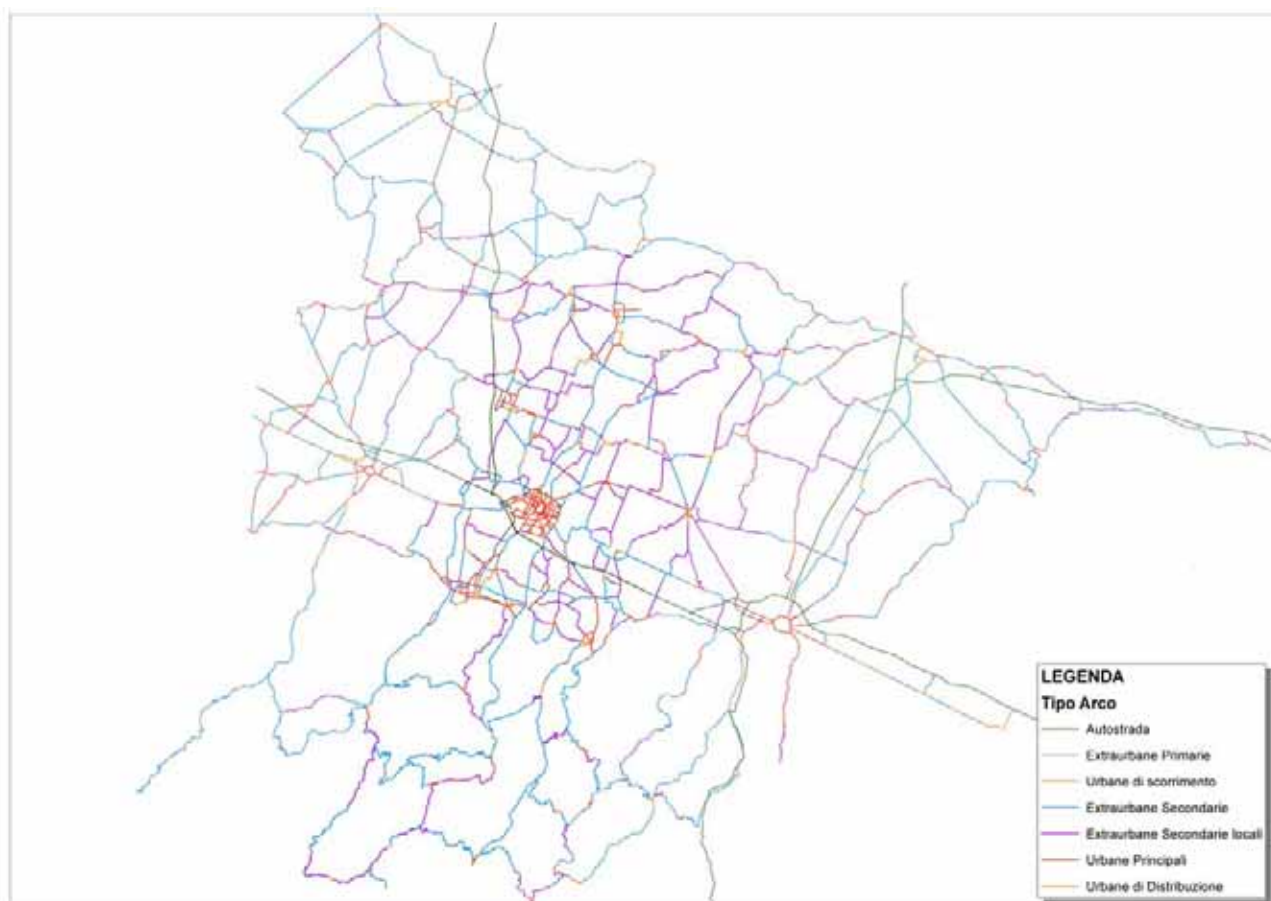 LEGENDA
Tipo Arco
Autostrada
Extraurbane Primarie
Urbane di scorrimento
Extraurbane Secondarie
Extraurbane Secondarie locali
Urbane Principali
Urbane di Distribuzione